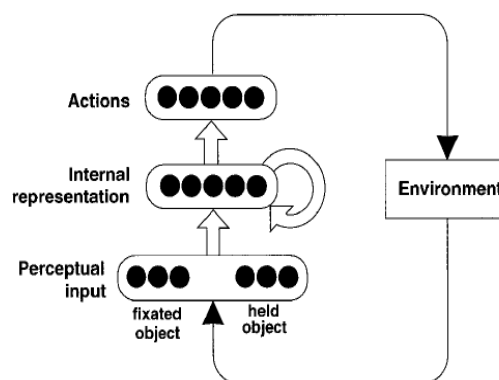 Actions
Internal
representation
Environment
Perceptual
input
fixated
object
held
object